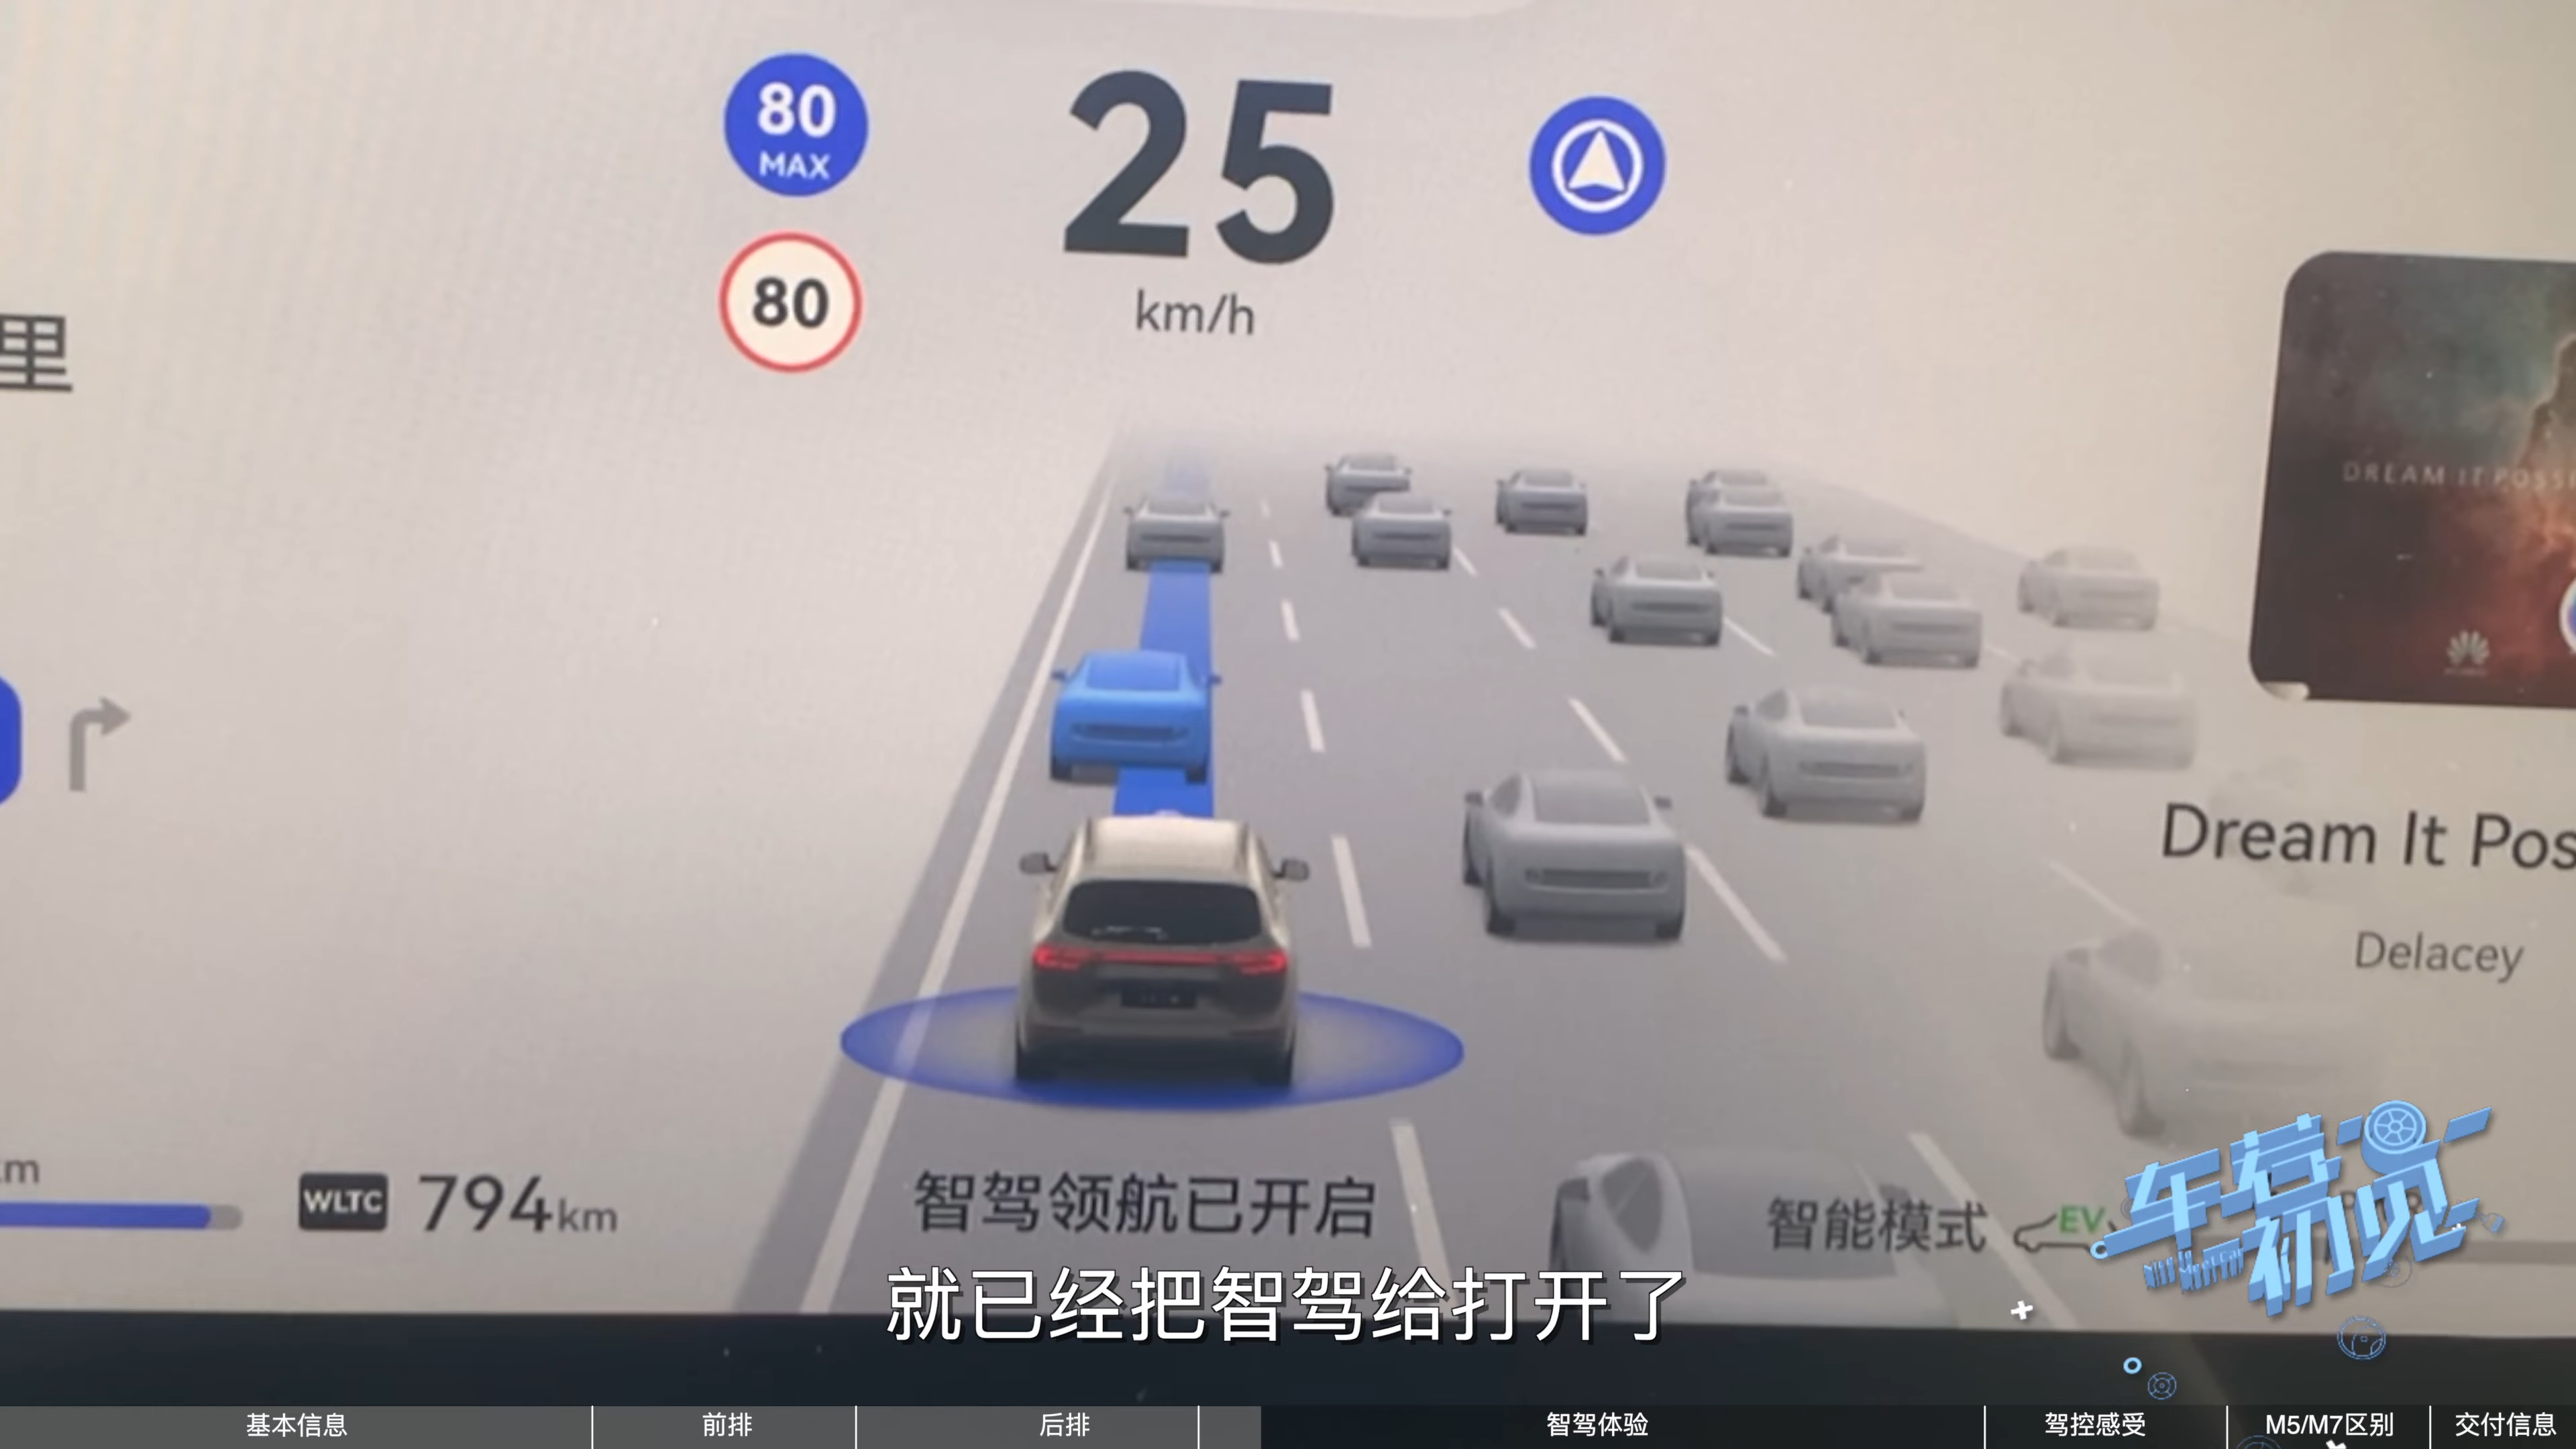 80
MAX
25
km/h
80
里
DREAM IT POSSI
Dream It Pos
Delacey
km
WLTC 794km
智驾领航已开启
智能模式 EV
车莓初览
就已经把智驾给打开了
基本信息 前排 后排 智驾体验 驾控感受 M5/M7区别 交付信息